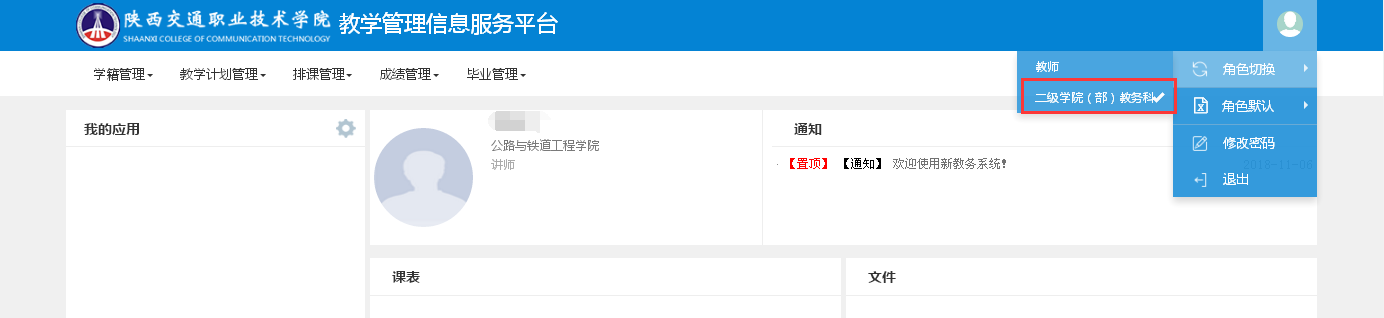 陕西交通职业技术学院 教学管理信息服务平台
SHAANXI COLLEGE OF COMMUNICATION TECHNOLOGY
学籍管理 教学计划管理 排课管理 成绩管理 毕业管理
教师 角色切换
二级学院（部）教务科 角色默认
修改密码
退出
我的应用
公路与铁道工程学院
讲师
通知
【置顶】 【通知】 欢迎使用新教务系统! 2018-11-06
课表
文件